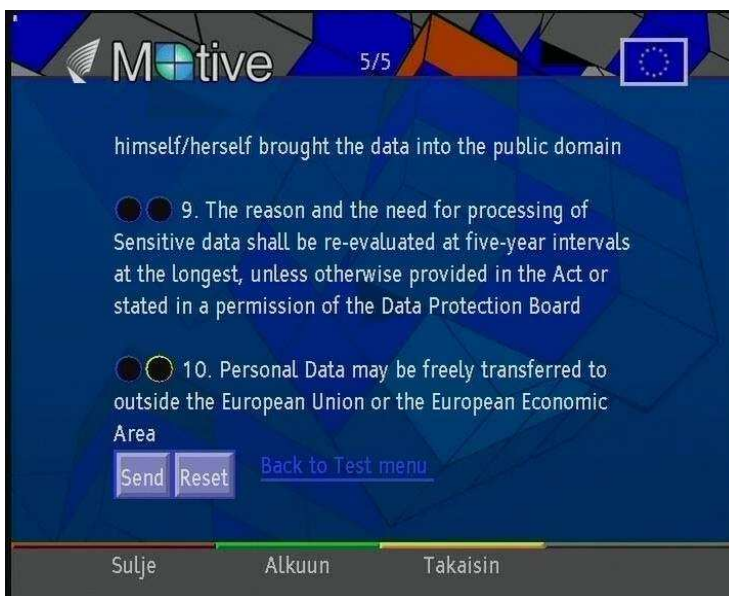 Motive
5/5
himself/herself brought the data into the public domain
9. The reason and the need for processing of
Sensitive data shall be re-evaluated at five-year intervals
at the longest, unless otherwise provided in the Act or
stated in a permission of the Data Protection Board
10. Personal Data may be freely transferred to
outside the European Union or the European Economic
Area
Send Reset Back to Test menu
Sulje Alkuun Takaisin